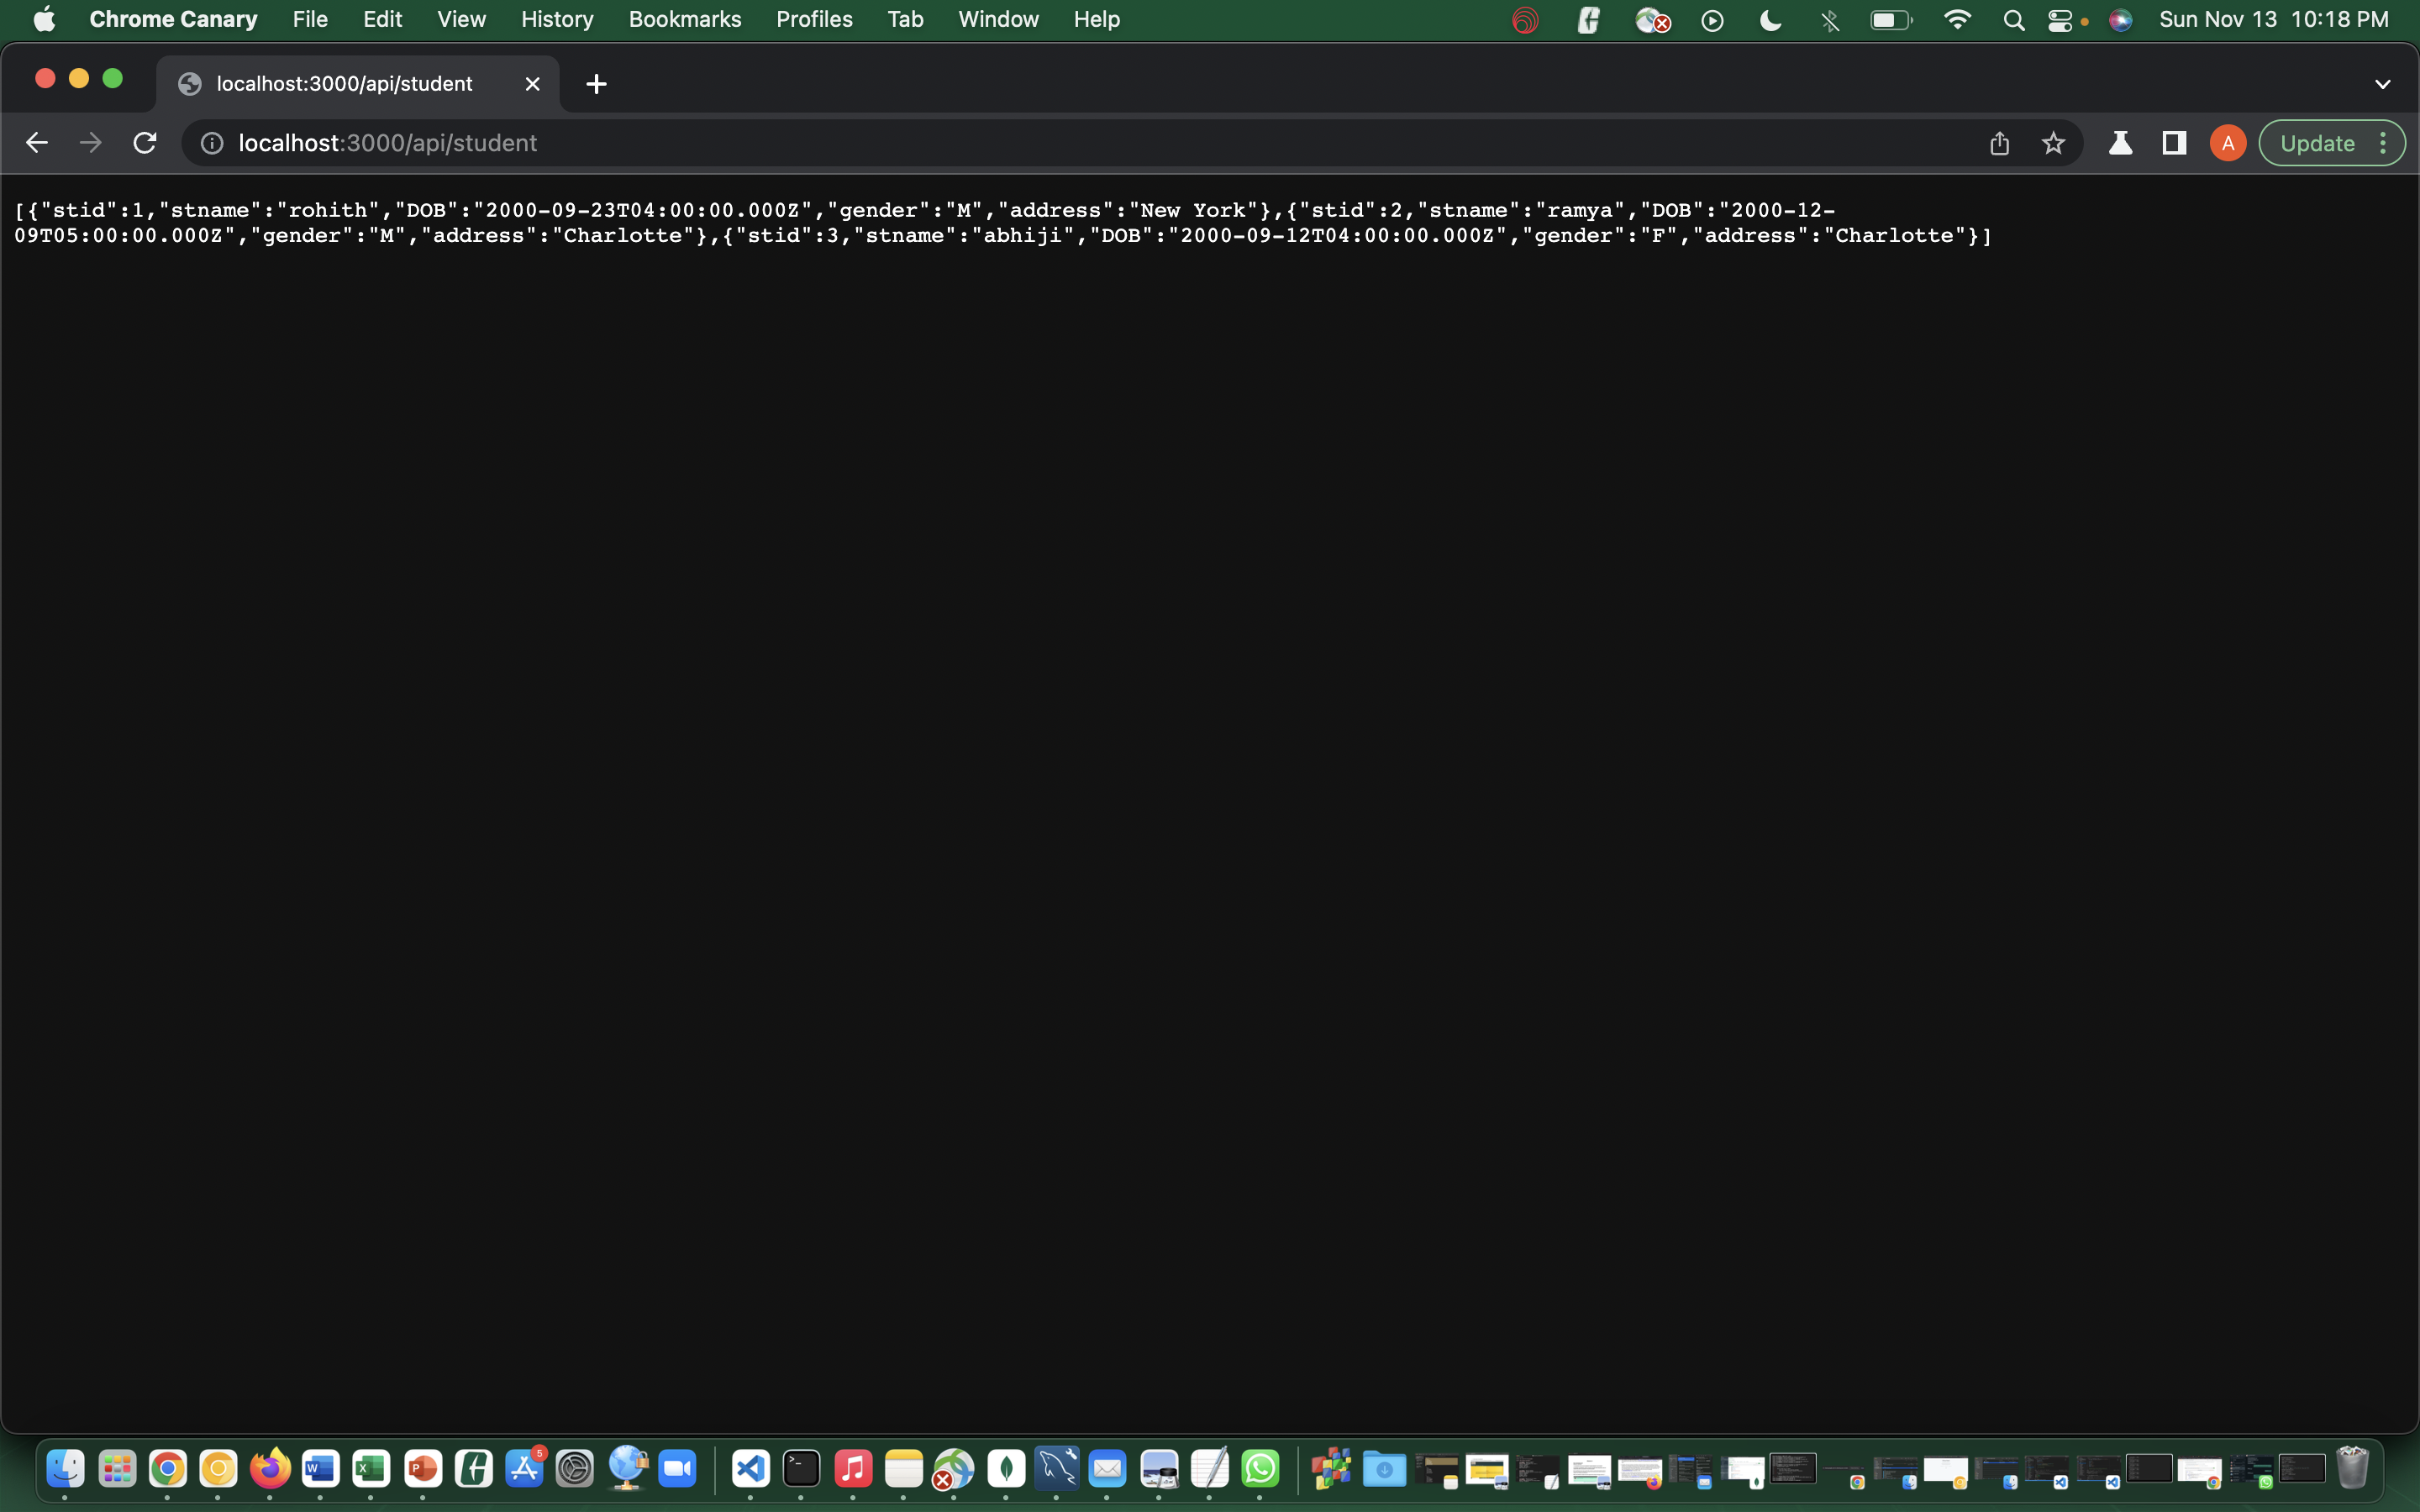 Chrome Canary File Edit View History Bookmarks Profiles Tab Window Help Sun Nov 13 10:18 PM
localhost:3000/api/student
localhost:3000/api/student A Update
[{"stid":1,"stname":"rohith","DOB":"2000-09-23T04:00:00.000Z","gender":"M","address":"New York"},{"stid":2,"stname":"ramya","DOB":"2000-12-
09T05:00:00.000Z","gender":"M","address":"Charlotte"},{"stid":3,"stname":"abhiji","DOB":"2000-09-12T04:00:00.000Z","gender":"F","address":"Charlotte"}]
5